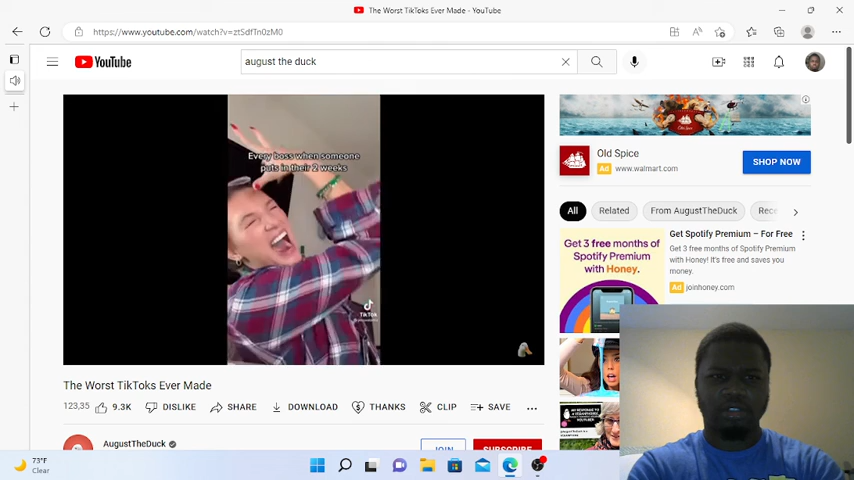 The Worst TikToks Ever Made - YouTube
https://www.youtube.com/watch?v=ztSdfTn0zM0
YouTube
august the duck
Every boss when someone
puts in their 2 weeks
TikTok
Old Spice
Ad www.walmart.com
SHOP NOW
All
Related
From AugustTheDuck
Rece
Get 3 free months of
Spotify Premium
with Honey.
Get Spotify Premium – For Free
Get 3 free months of Spotify
Premium with Honey! It's free and saves you
money.
Ad joinhoney.com
The Worst TikToks Ever Made
123,35
9.3K
DISLIKE
SHARE
DOWNLOAD
THANKS
CLIP
SAVE
AugustTheDuck
JOIN
SUBSCRIBE
73°F
Clear